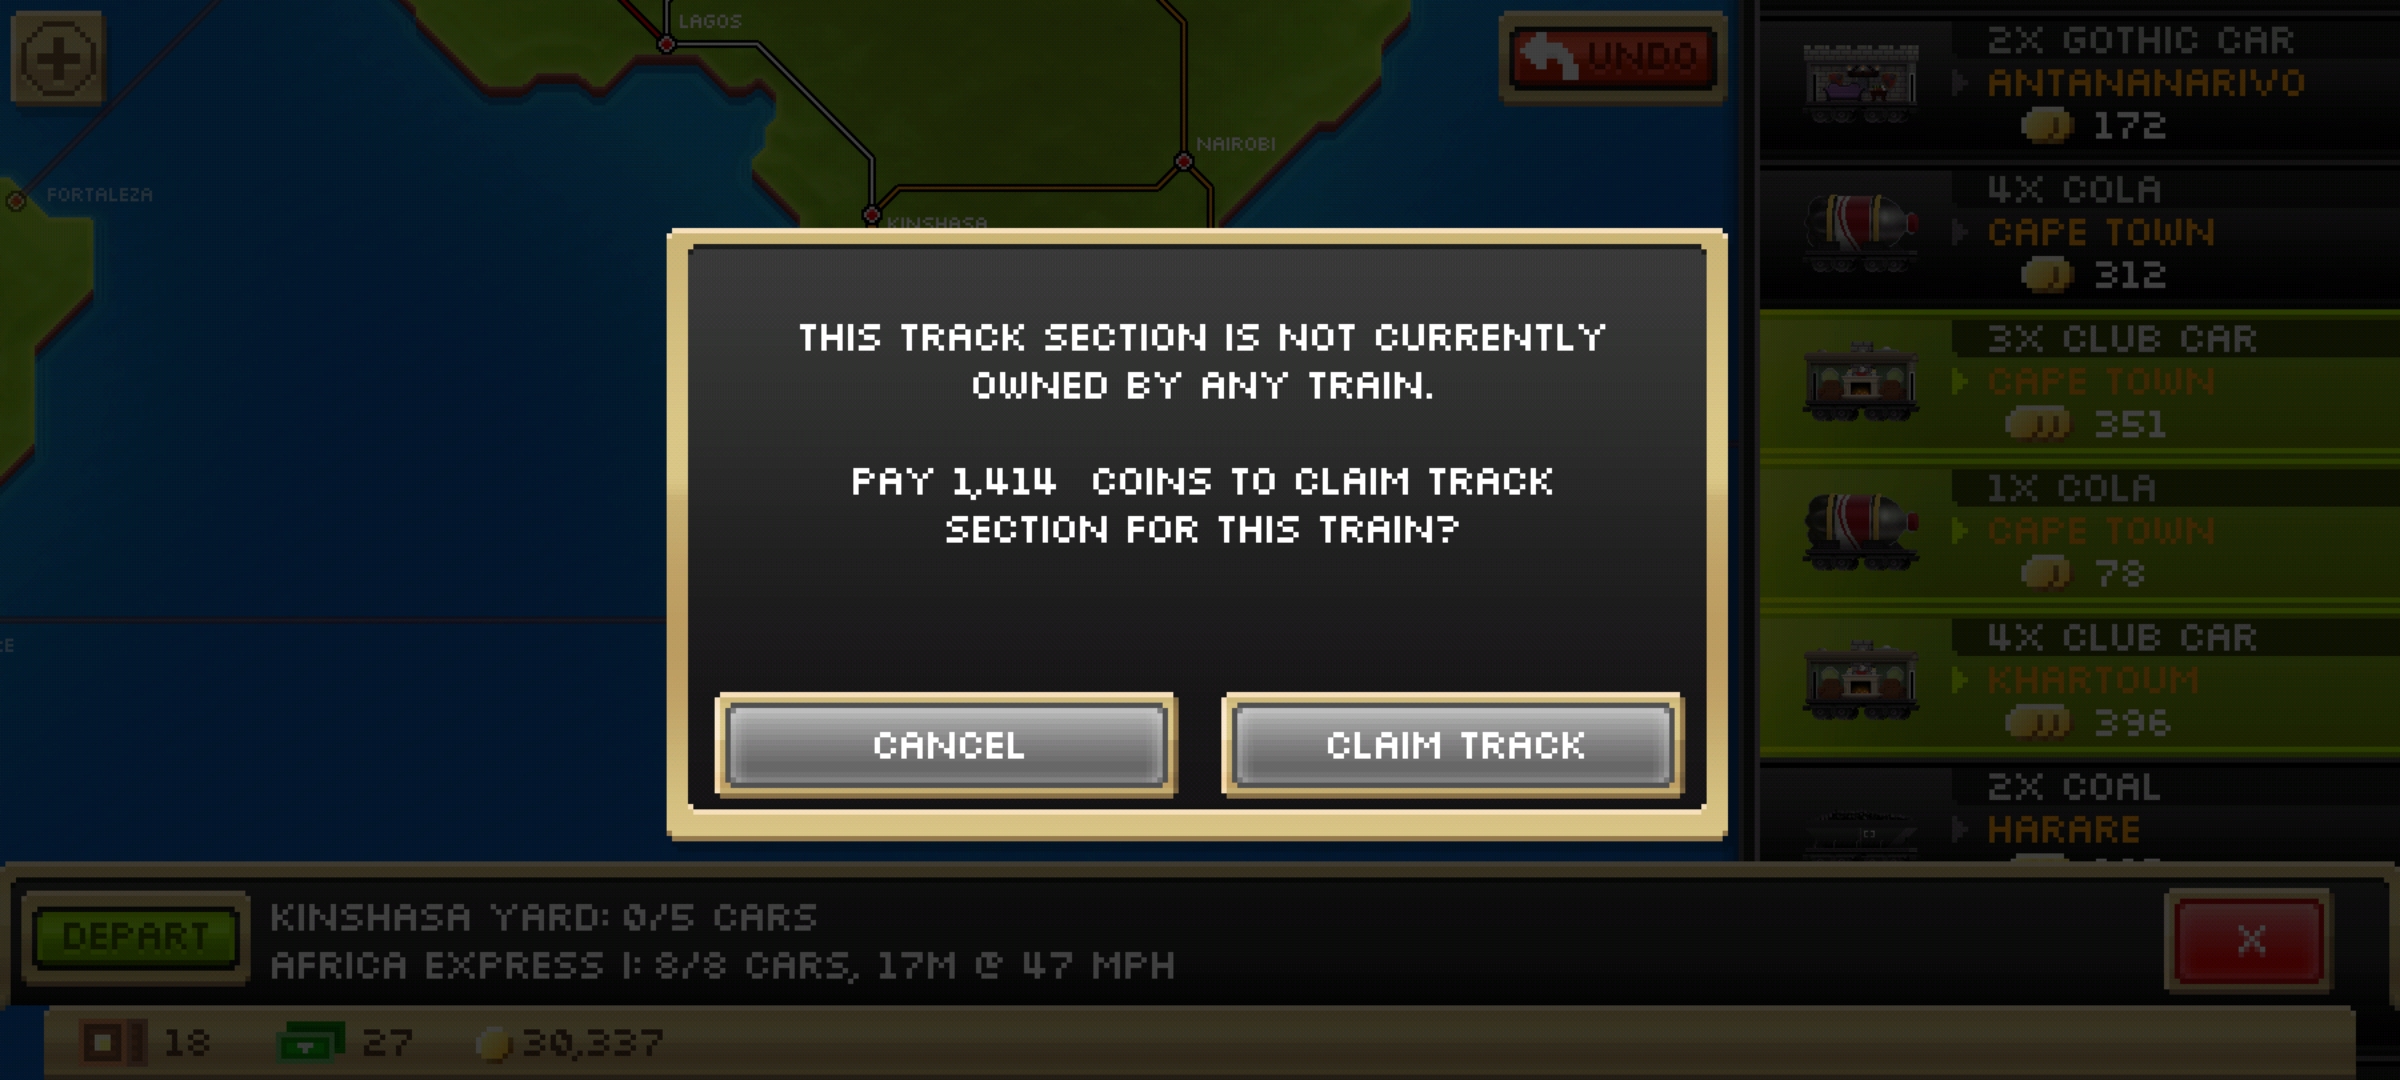 LAGOS
UNDO
NAIROBI
FORTALEZA
KINSHASA
THIS TRACK SECTION IS NOT CURRENTLY
OWNED BY ANY TRAIN.
PAY 1,414 COINS TO CLAIM TRACK
SECTION FOR THIS TRAIN?
CANCEL
CLAIM TRACK
2X GOTHIC CAR
ANTANANARIVO
172
4X COLA
CAPE TOWN
312
3X CLUB CAR
CAPE TOWN
351
1X COLA
CAPE TOWN
78
4X CLUB CAR
KHARTOUM
396
2X COAL
HARARE
DEPART
KINSHASA YARD: 0/5 CARS
AFRICA EXPRESS I: 8/8 CARS, 17M @ 47 MPH
X
18
27
30,337